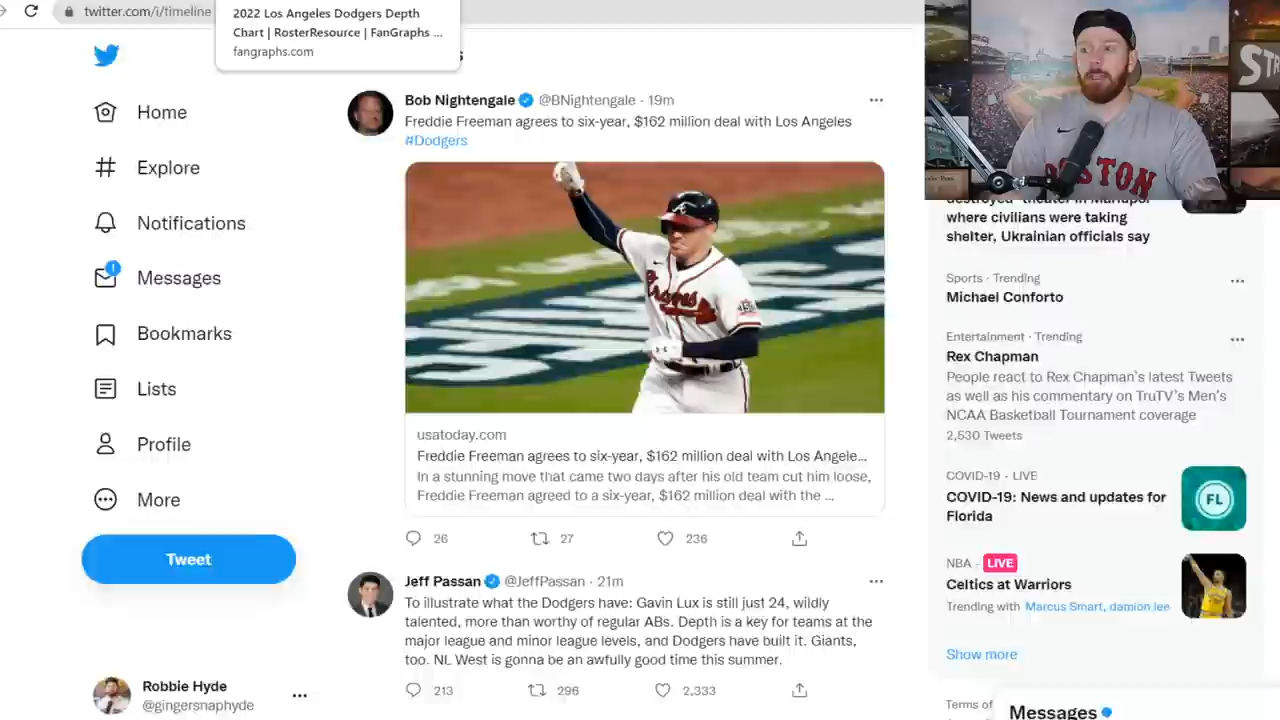 twitter.com/i/timeline
2022 Los Angeles Dodgers Depth
Chart | RosterResource | FanGraphs ...
fangraphs.com
Home
Explore
Notifications
Messages
Bookmarks
Lists
Profile
More
Tweet
Robbie Hyde
@gingersnaphyde
Bob Nightengale @BNightengale · 19m
Freddie Freeman agrees to six-year, $162 million deal with Los Angeles
#Dodgers
usatoday.com
Freddie Freeman agrees to six-year, $162 million deal with Los Angele...
In a stunning move that came two days after his old team cut him loose,
Freddie Freeman agreed to a six-year, $162 million deal with the ...
26 27 236
Jeff Passan @JeffPassan · 21m
To illustrate what the Dodgers have: Gavin Lux is still just 24, wildly
talented, more than worthy of regular ABs. Depth is a key for teams at the
major league and minor league levels, and Dodgers have built it. Giants,
too. NL West is gonna be an awfully good time this summer.
213 296 2,333
BOSTON
destroyed' theater in Mariupol
where civilians were taking
shelter, Ukrainian officials say
Sports · Trending
Michael Conforto
Entertainment · Trending
Rex Chapman
People react to Rex Chapman's latest Tweets
as well as his commentary on TruTV's Men's
NCAA Basketball Tournament coverage
2,530 Tweets
COVID-19 · LIVE
COVID-19: News and updates for
Florida
FL
NBA · LIVE
Celtics at Warriors
Trending with Marcus Smart, damion lee
Show more
Terms of
Messages